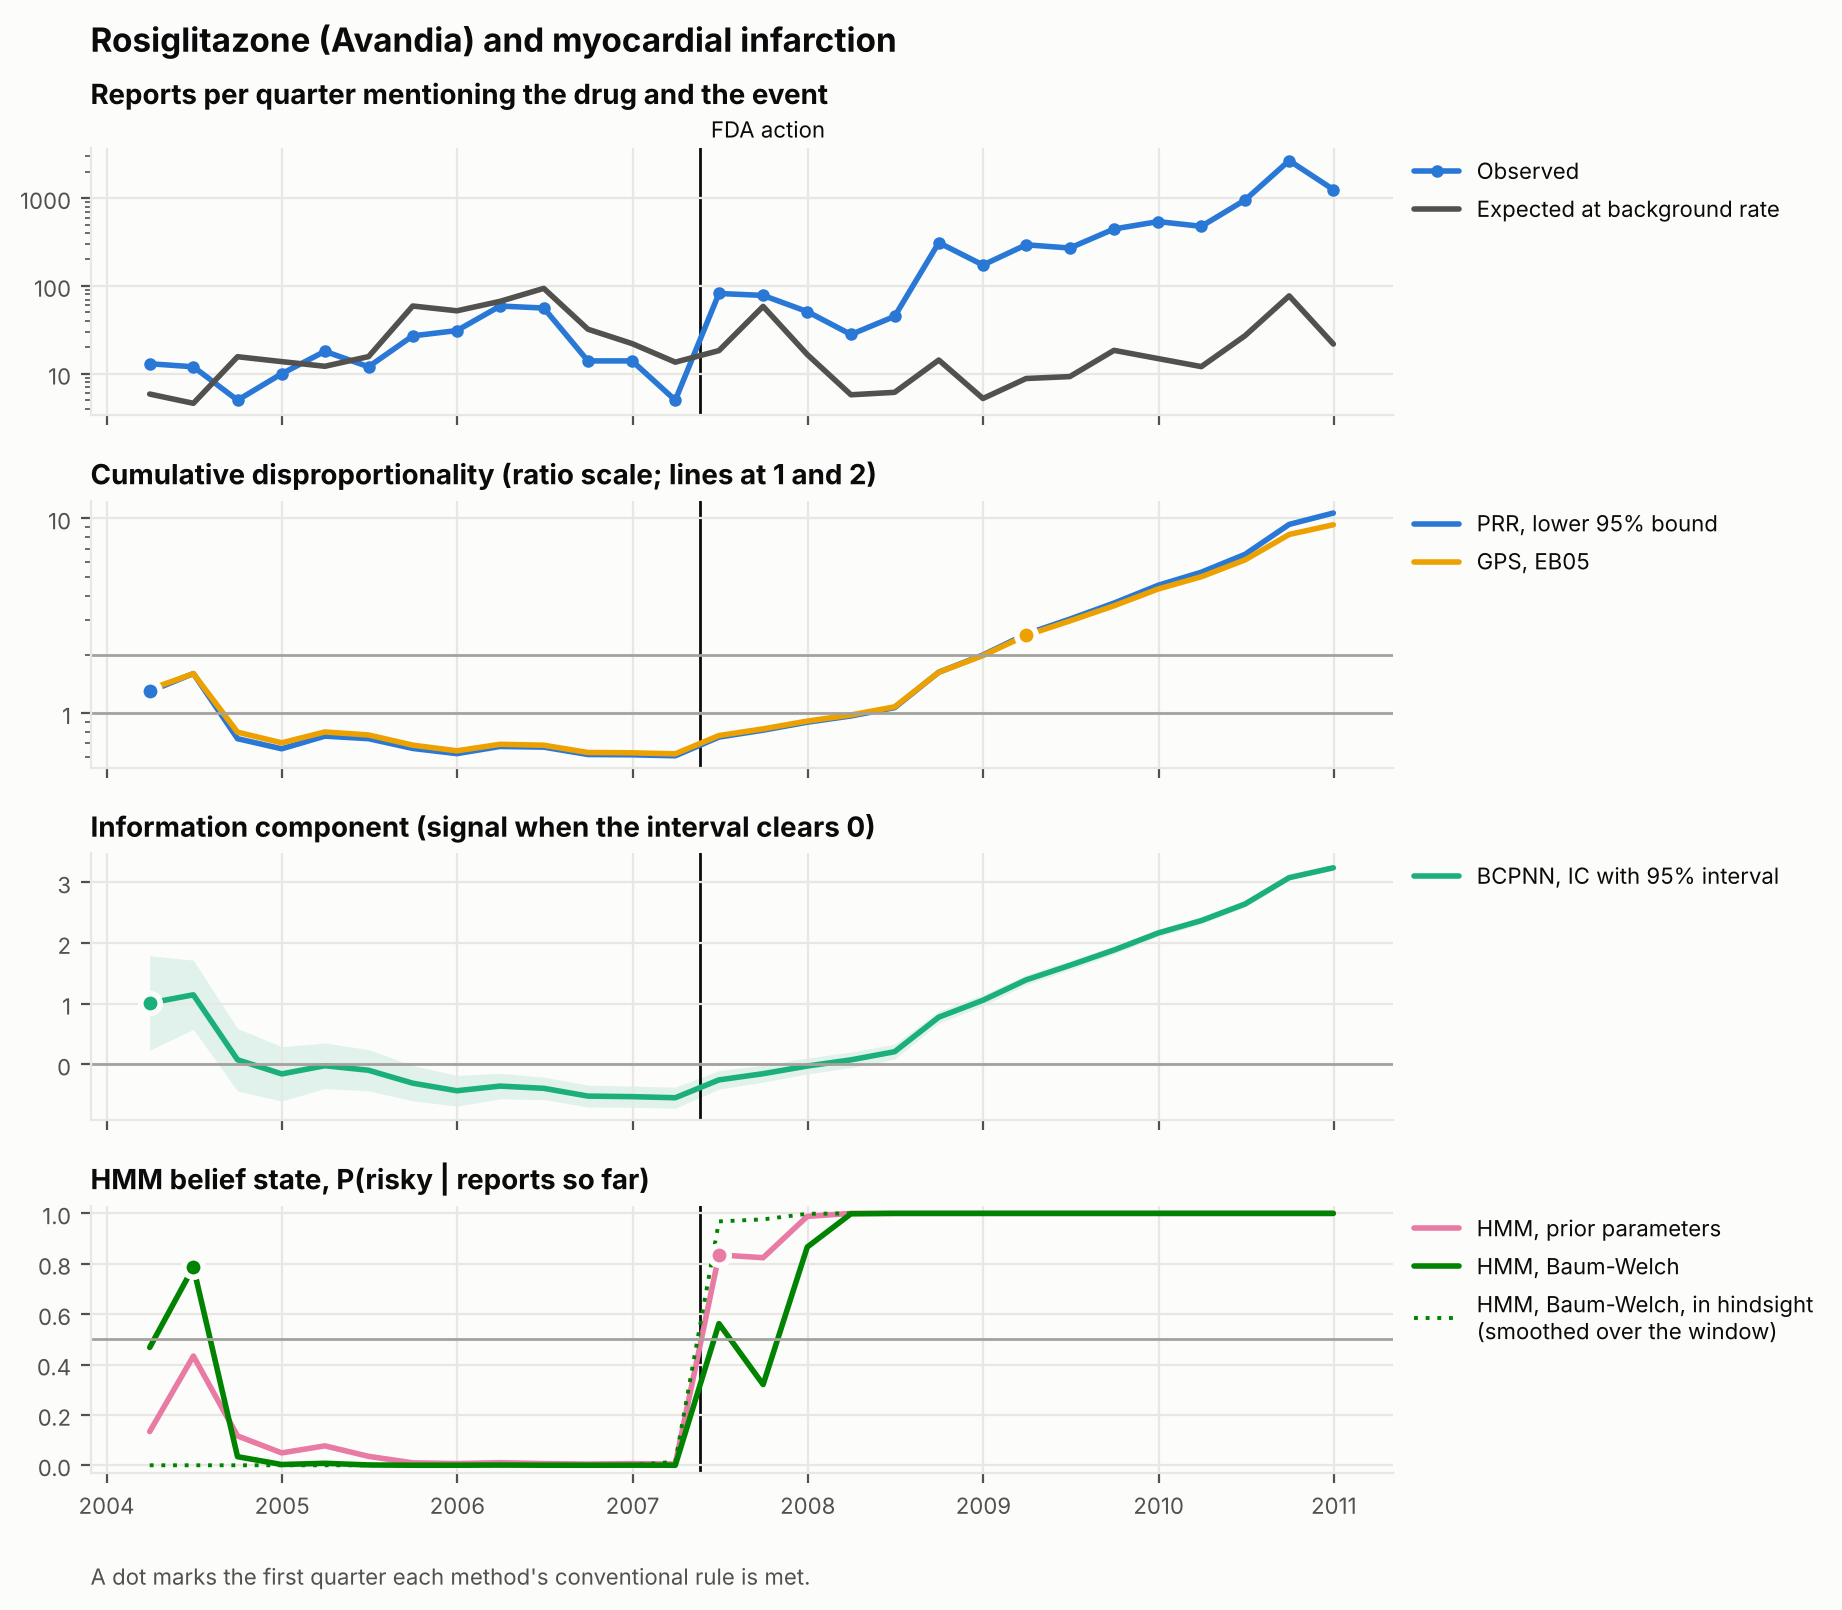 Rosiglitazone (Avandia) and myocardial infarction
Reports per quarter mentioning the drug and the event
FDA action
1000
100
10
Observed
Expected at background rate
Cumulative disproportionality (ratio scale; lines at 1 and 2)
10
1
PRR, lower 95% bound
GPS, EB05
Information component (signal when the interval clears 0)
3
2
1
0
BCPNN, IC with 95% interval
HMM belief state, P(risky | reports so far)
1.0
0.8
0.6
0.4
0.2
0.0
HMM, prior parameters
HMM, Baum-Welch
HMM, Baum-Welch, in hindsight
(smoothed over the window)
2004 2005 2006 2007 2008 2009 2010 2011
A dot marks the first quarter each method's conventional rule is met.